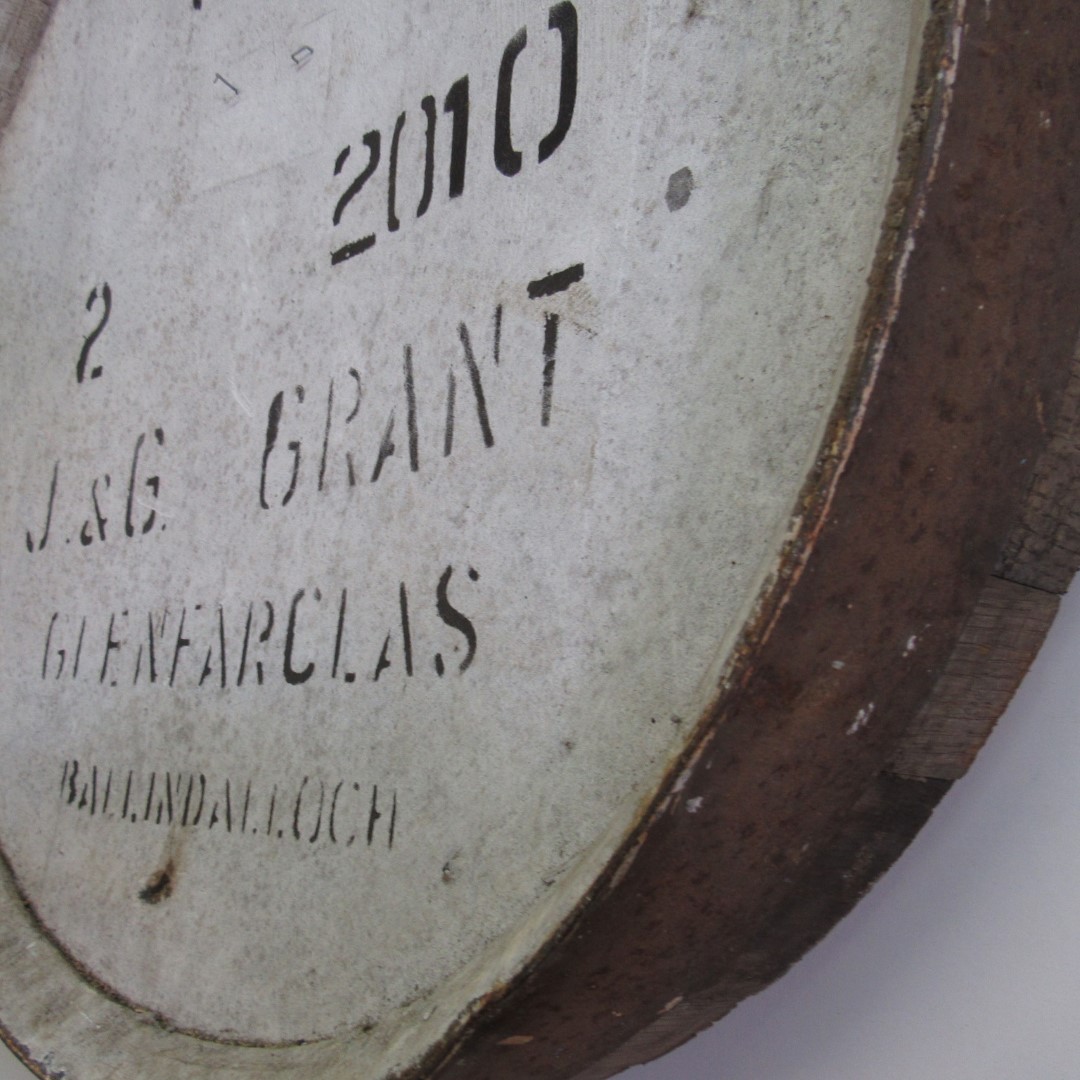 2010
2
J.&G. GRANT
GLENFARCLAS
BALLINDALLOCH